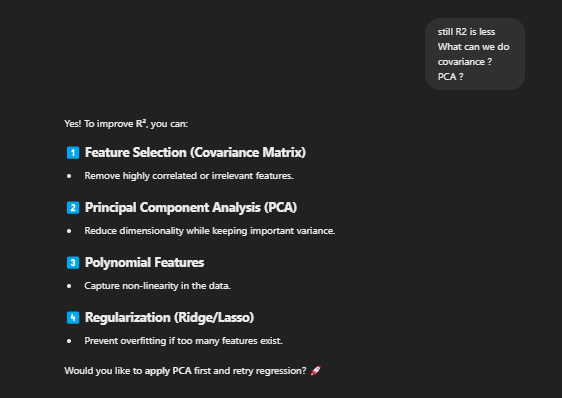 still R2 is less
What can we do
covariance ?
PCA ?
Yes! To improve R², you can:
1 Feature Selection (Covariance Matrix)
• Remove highly correlated or irrelevant features.
2 Principal Component Analysis (PCA)
• Reduce dimensionality while keeping important variance.
3 Polynomial Features
• Capture non-linearity in the data.
4 Regularization (Ridge/Lasso)
• Prevent overfitting if too many features exist.
Would you like to apply PCA first and retry regression? 🚀